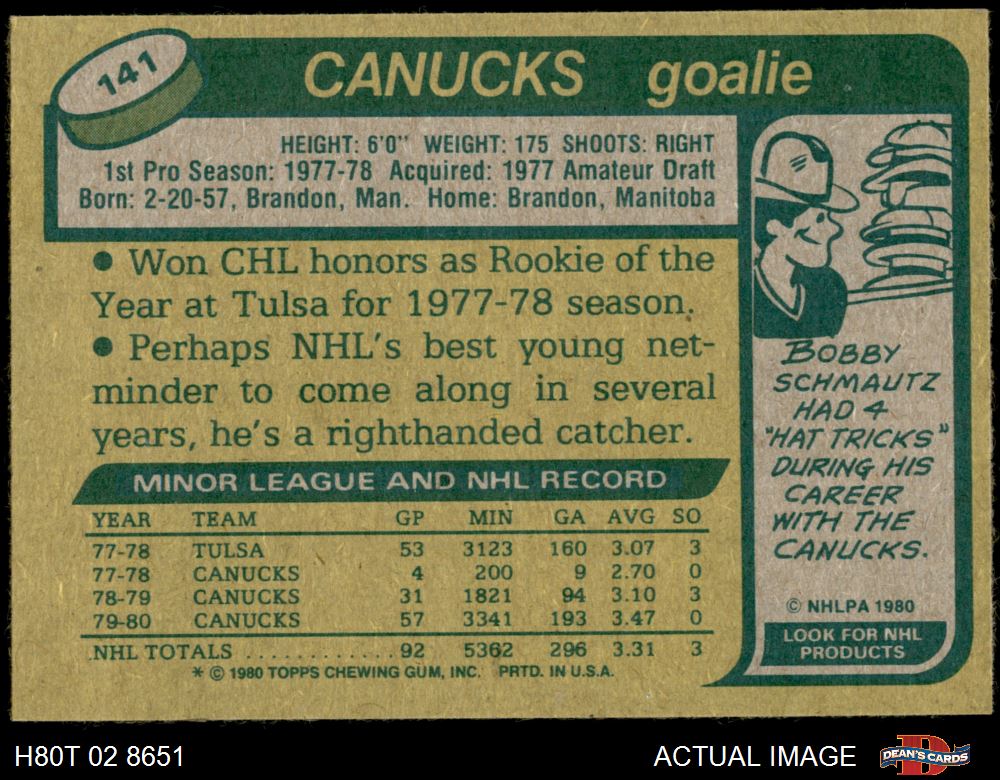 141
CANUCKS goalie
HEIGHT: 6'0" WEIGHT: 175 SHOOTS: RIGHT
1st Pro Season: 1977-78 Acquired: 1977 Amateur Draft
Born: 2-20-57, Brandon, Man. Home: Brandon, Manitoba
● Won CHL honors as Rookie of the
Year at Tulsa for 1977-78 season.
● Perhaps NHL's best young net-
minder to come along in several
years, he's a righthanded catcher.
MINOR LEAGUE AND NHL RECORD
YEAR TEAM GP MIN GA AVG SO
77-78 TULSA 53 3123 160 3.07 3
77-78 CANUCKS 4 200 9 2.70 0
78-79 CANUCKS 31 1821 94 3.10 3
79-80 CANUCKS 57 3341 193 3.47 0
NHL TOTALS ............ 92 5362 296 3.31 3
* © 1980 TOPPS CHEWING GUM, INC. PRTD. IN U.S.A.
BOBBY
SCHMAUTZ
HAD 4
"HAT TRICKS"
DURING HIS
CAREER
WITH THE
CANUCKS.
© NHLPA 1980
LOOK FOR NHL
PRODUCTS
H80T 02 8651
ACTUAL IMAGE
DEAN'S CARDS